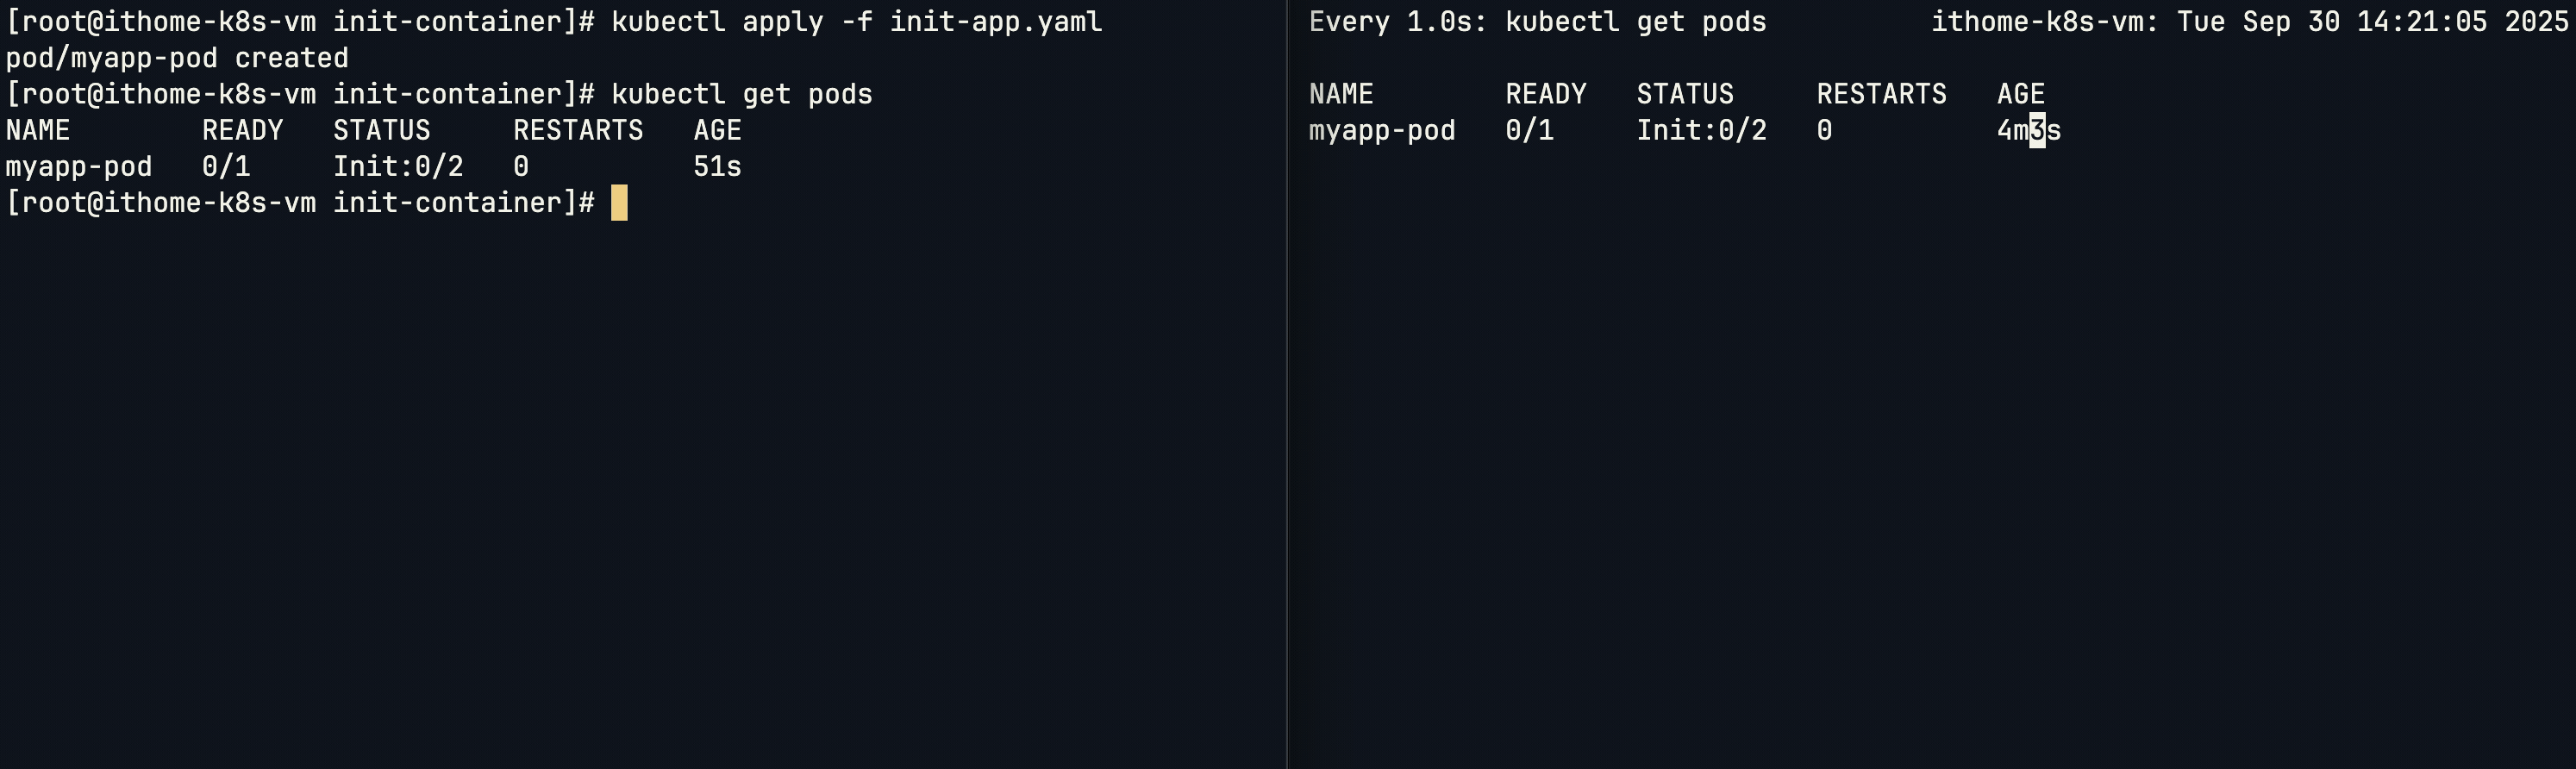 [root@ithome-k8s-vm init-container]# kubectl apply -f init-app.yaml
pod/myapp-pod created
[root@ithome-k8s-vm init-container]# kubectl get pods
NAME        READY   STATUS     RESTARTS   AGE
myapp-pod   0/1     Init:0/2   0          51s
[root@ithome-k8s-vm init-container]#
Every 1.0s: kubectl get pods          ithome-k8s-vm: Tue Sep 30 14:21:05 2025
NAME        READY   STATUS     RESTARTS   AGE
myapp-pod   0/1     Init:0/2   0          4m3s